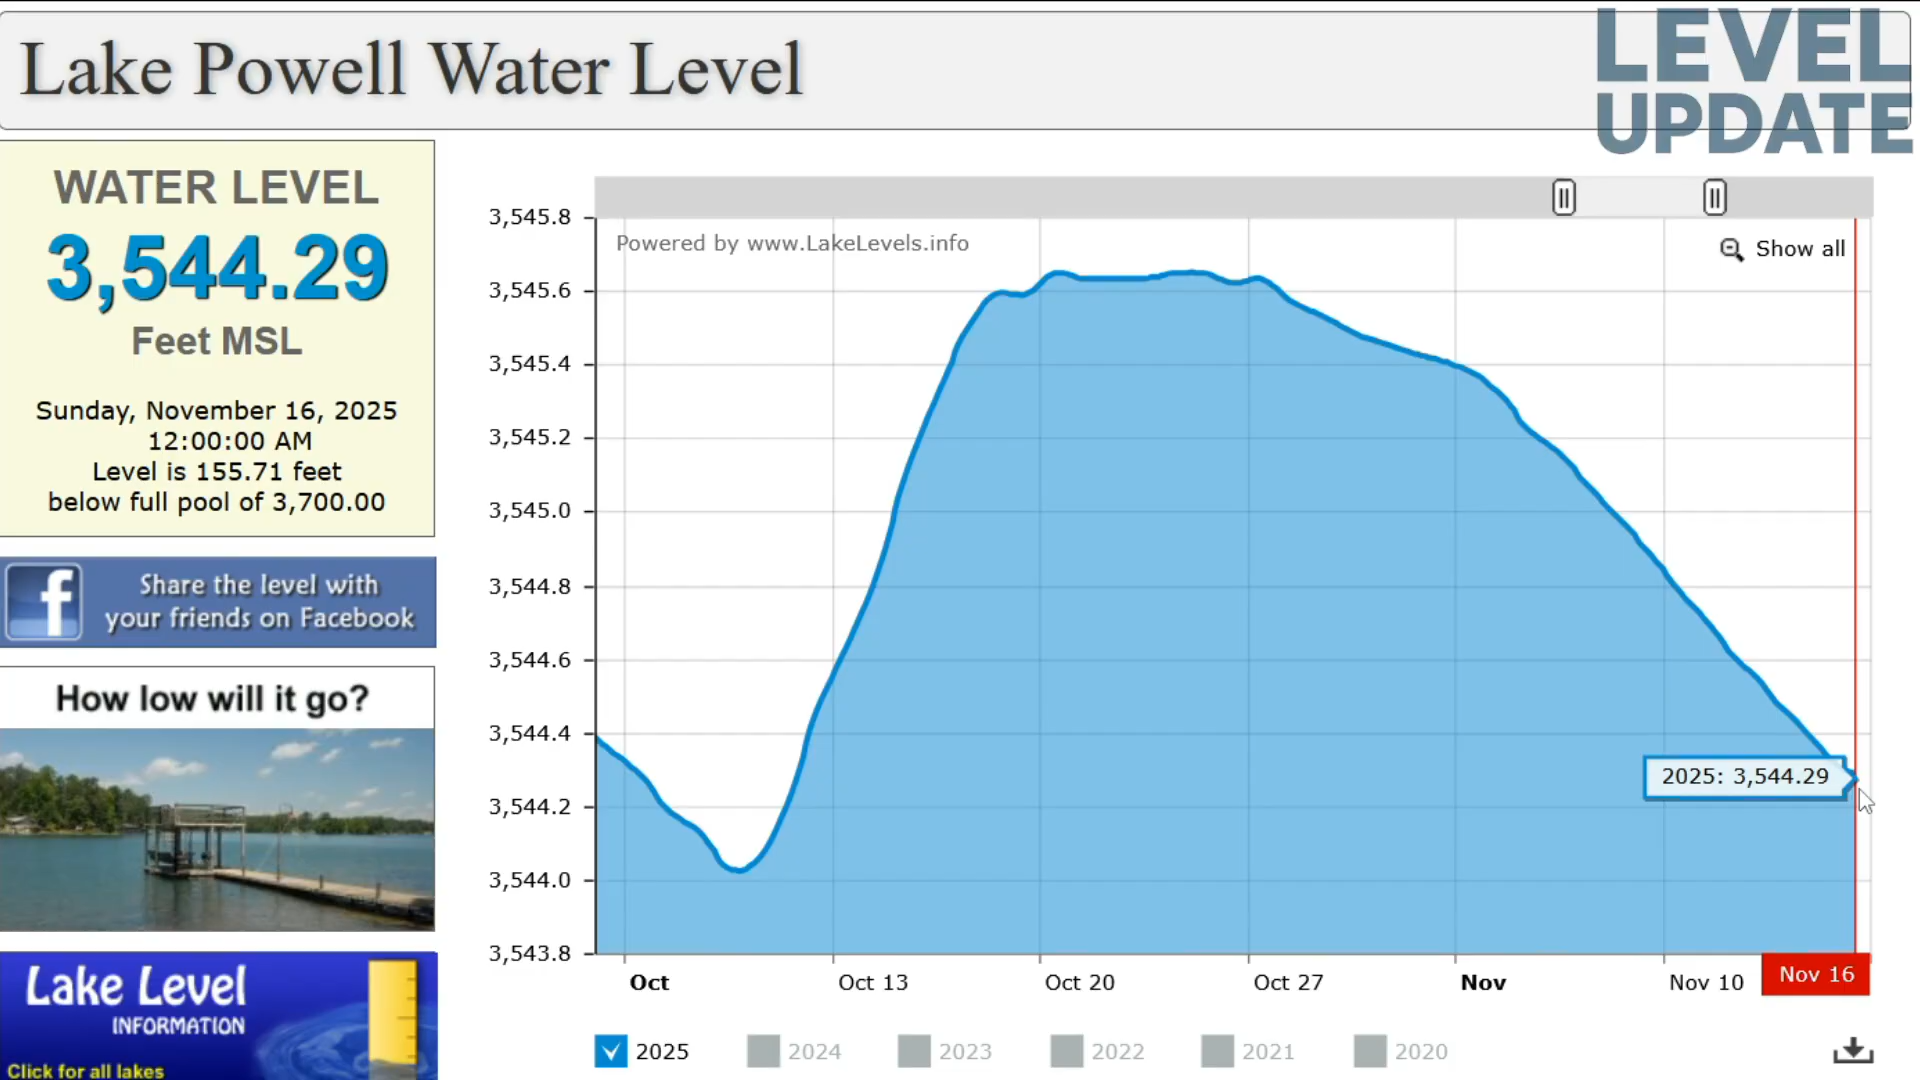 Lake Powell Water Level
LEVEL
UPDATE
WATER LEVEL
3,544.29
Feet MSL
Sunday, November 16, 2025
12:00:00 AM
Level is 155.71 feet
below full pool of 3,700.00
f
Share the level with
your friends on Facebook
How low will it go?
Lake Level
INFORMATION
Click for all lakes
Powered by www.LakeLevels.info
Show all
3,545.8
3,545.6
3,545.4
3,545.2
3,545.0
3,544.8
3,544.6
3,544.4
3,544.2
3,544.0
3,543.8
2025: 3,544.29
Oct
Oct 13
Oct 20
Oct 27
Nov
Nov 10
Nov 16
2025
2024
2023
2022
2021
2020